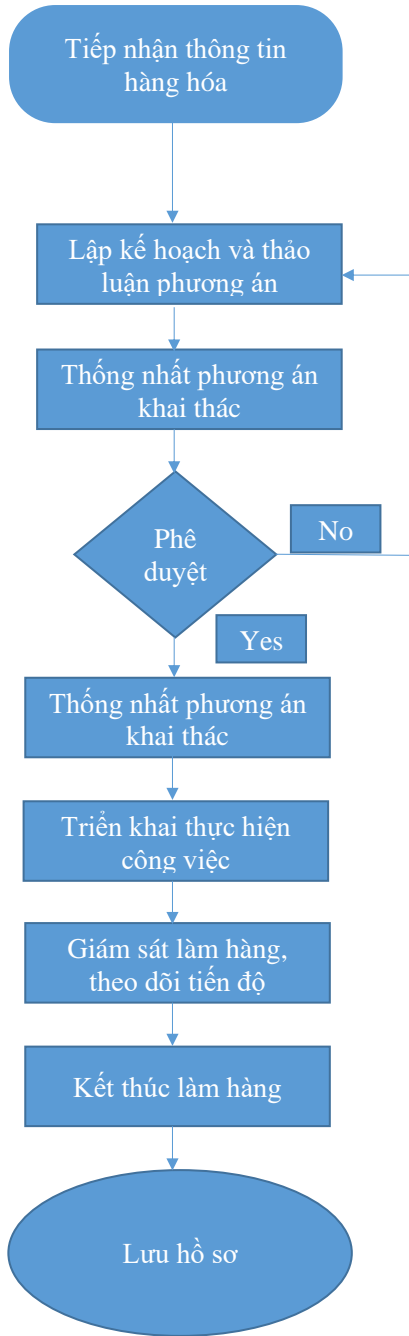 Tiếp nhận thông tin
hàng hóa
Lập kế hoạch và thảo
luận phương án
Thống nhất phương án
khai thác
Phê
duyệt
No
Yes
Thống nhất phương án
khai thác
Triển khai thực hiện
công việc
Giám sát làm hàng,
theo dõi tiến độ
Kết thúc làm hàng
Lưu hồ sơ